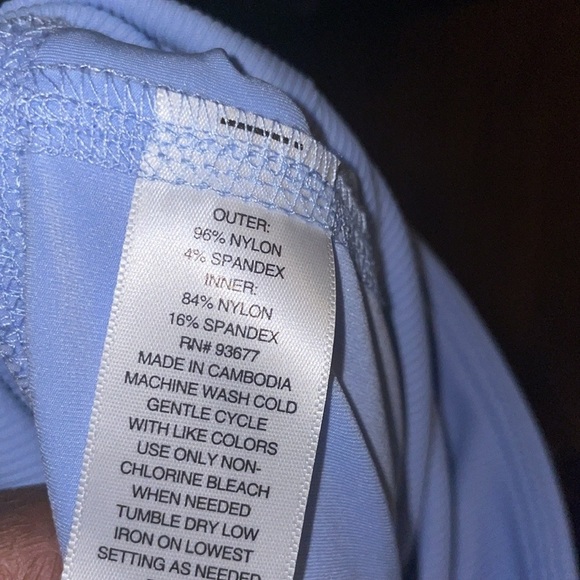 OUTER:
96% NYLON
4% SPANDEX
INNER:
84% NYLON
16% SPANDEX
RN# 93677
MADE IN CAMBODIA
MACHINE WASH COLD
GENTLE CYCLE
WITH LIKE COLORS
USE ONLY NON-
CHLORINE BLEACH
WHEN NEEDED
TUMBLE DRY LOW
IRON ON LOWEST
SETTING AS NEEDED